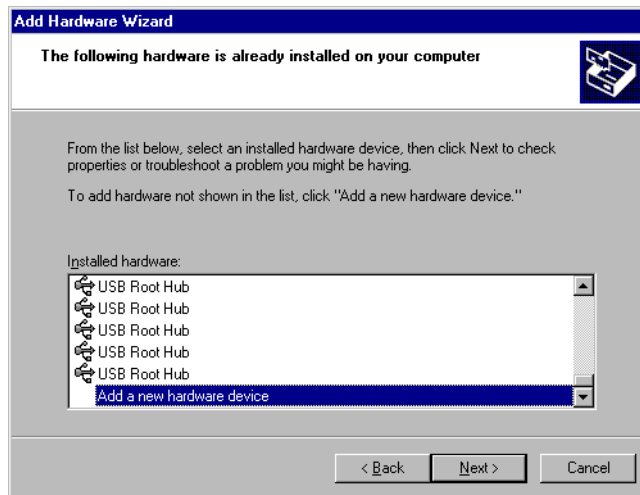 Add Hardware Wizard
The following hardware is already installed on your computer
From the list below, select an installed hardware device, then click Next to check
properties or troubleshoot a problem you might be having.
To add hardware not shown in the list, click "Add a new hardware device."
Installed hardware:
USB Root Hub
USB Root Hub
USB Root Hub
USB Root Hub
USB Root Hub
Add a new hardware device
< Back
Next >
Cancel